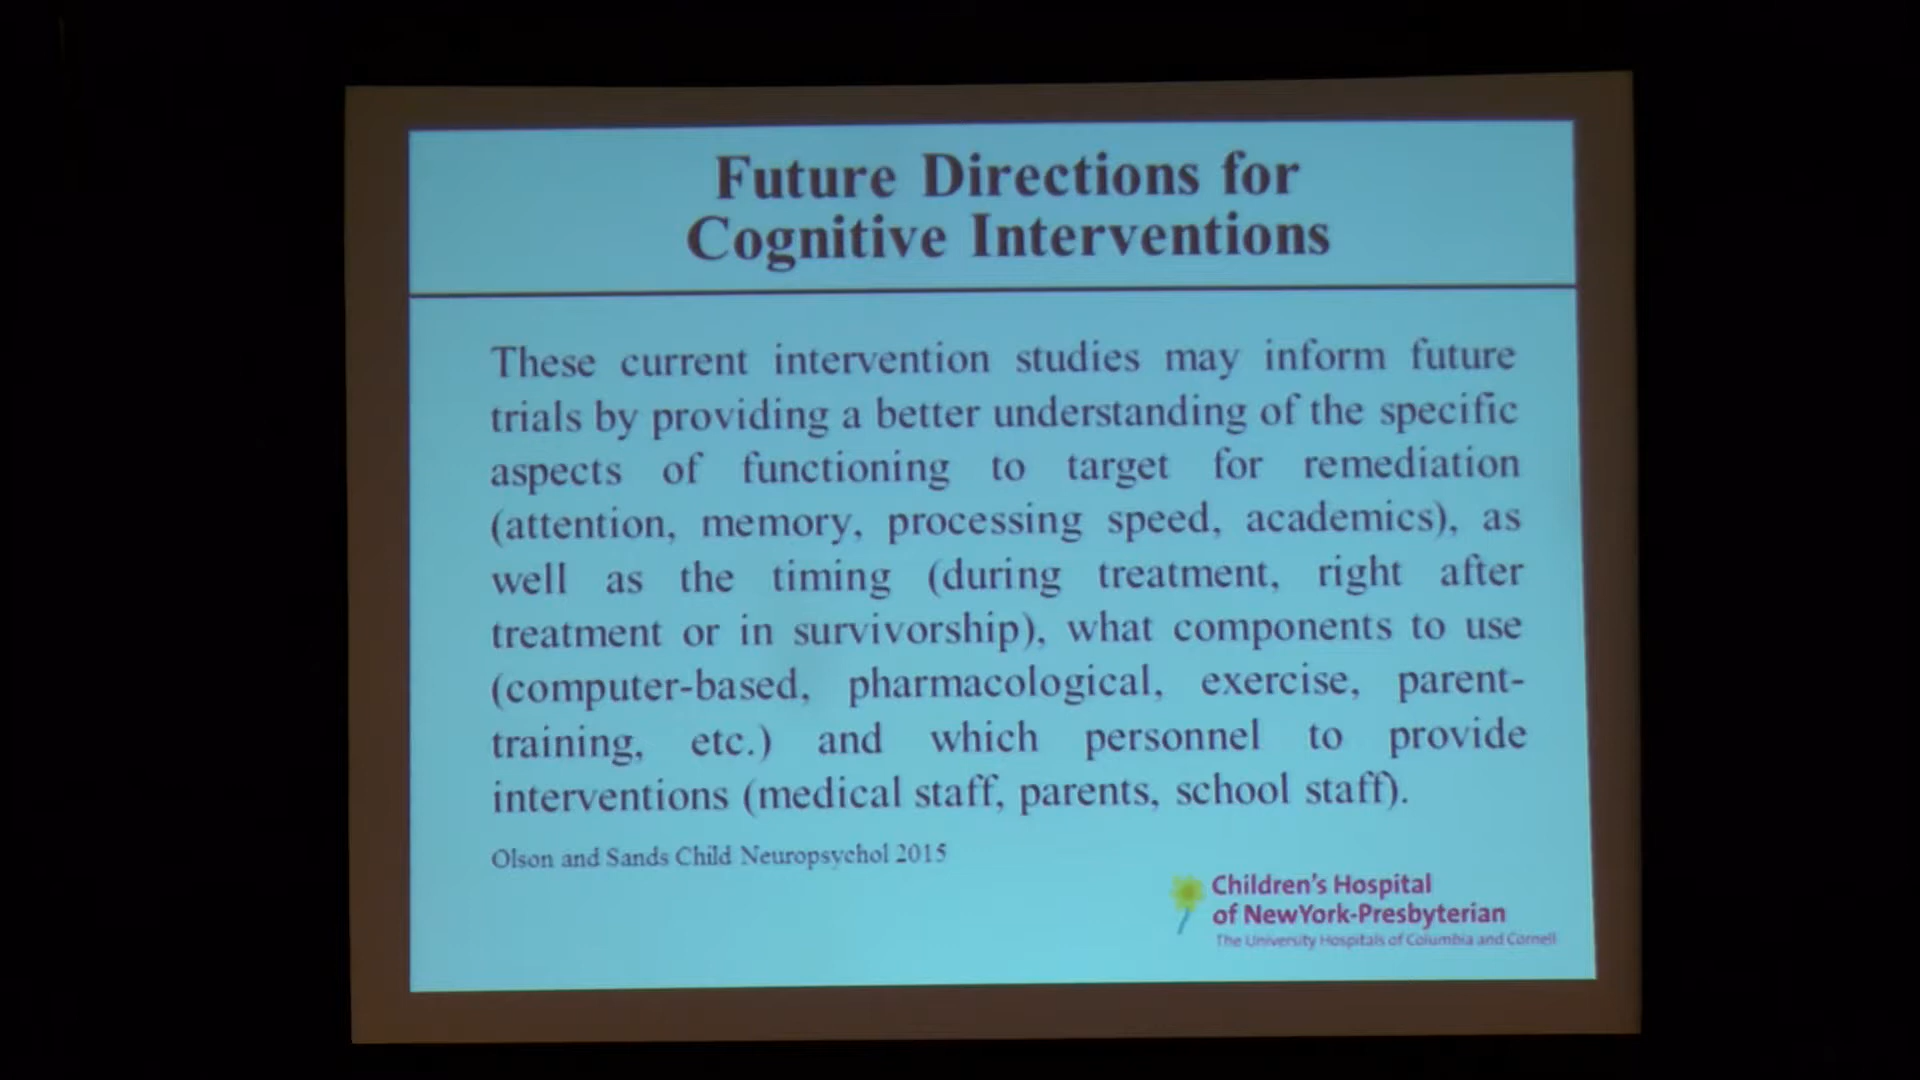 Future Directions for
Cognitive Interventions
These current intervention studies may inform future
trials by providing a better understanding of the specific
aspects of functioning to target for remediation
(attention, memory, processing speed, academics), as
well as the timing (during treatment, right after
treatment or in survivorship), what components to use
(computer-based, pharmacological, exercise, parent-
training, etc.) and which personnel to provide
interventions (medical staff, parents, school staff).
Olson and Sands Child Neuropsychol 2015
Children's Hospital
of NewYork-Presbyterian
The University Hospitals of Columbia and Cornell